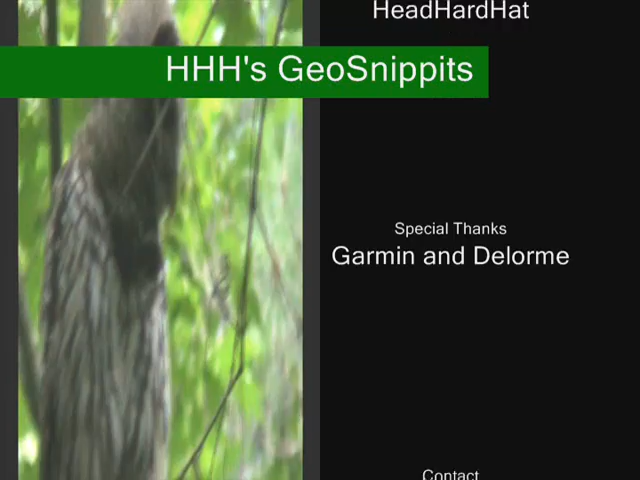 HeadHardHat
HHH's GeoSnippits
Special Thanks
Garmin and Delorme
Contact